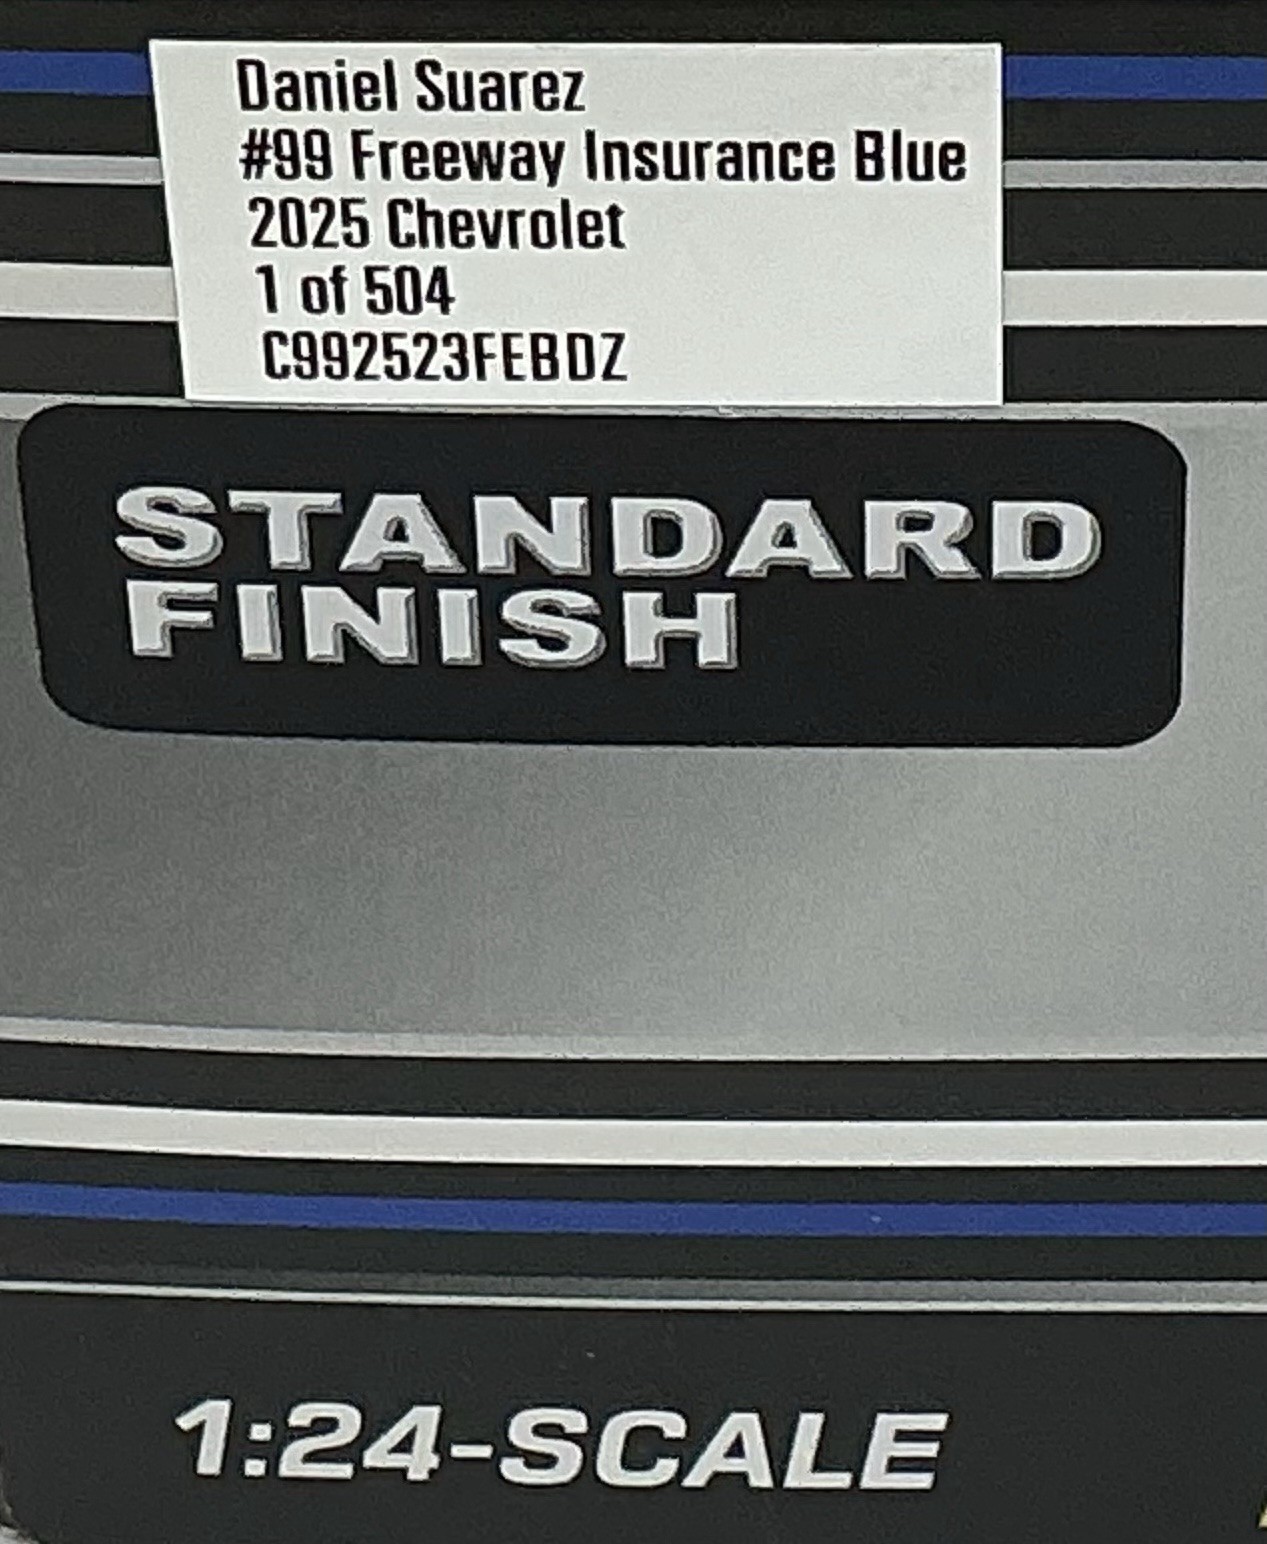 Daniel Suarez
#99 Freeway Insurance Blue
2025 Chevrolet
1 of 504
C992523FEBDZ
STANDARD
FINISH
1:24-SCALE